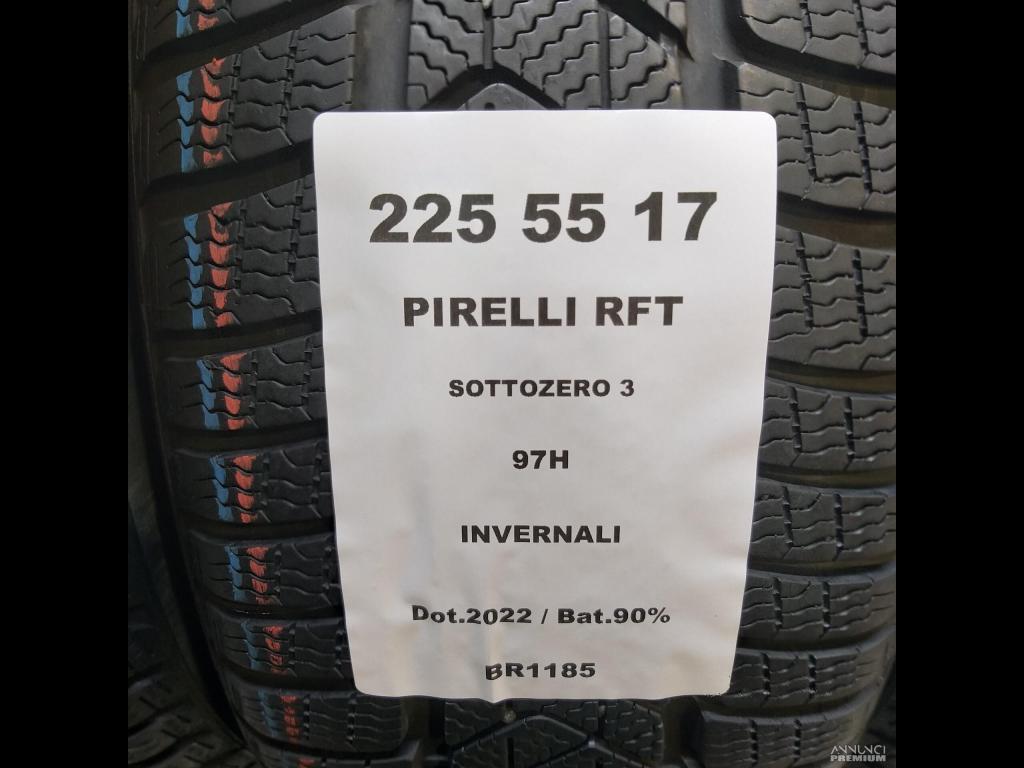 225 55 17
PIRELLI RFT
SOTTOZERO 3
97H
INVERNALI
Dot.2022 / Bat.90%
BR1185
ANNUNCI
PREMIUM